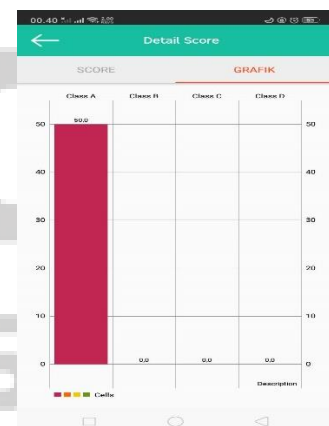 00.40
Detail Score
SCORE GRAFIK
Class A Class B Class C Class D
50.0
50 50
40 40
30 30
20 20
10 10
0.0 0.0 0.0
0 0
Description
Cells